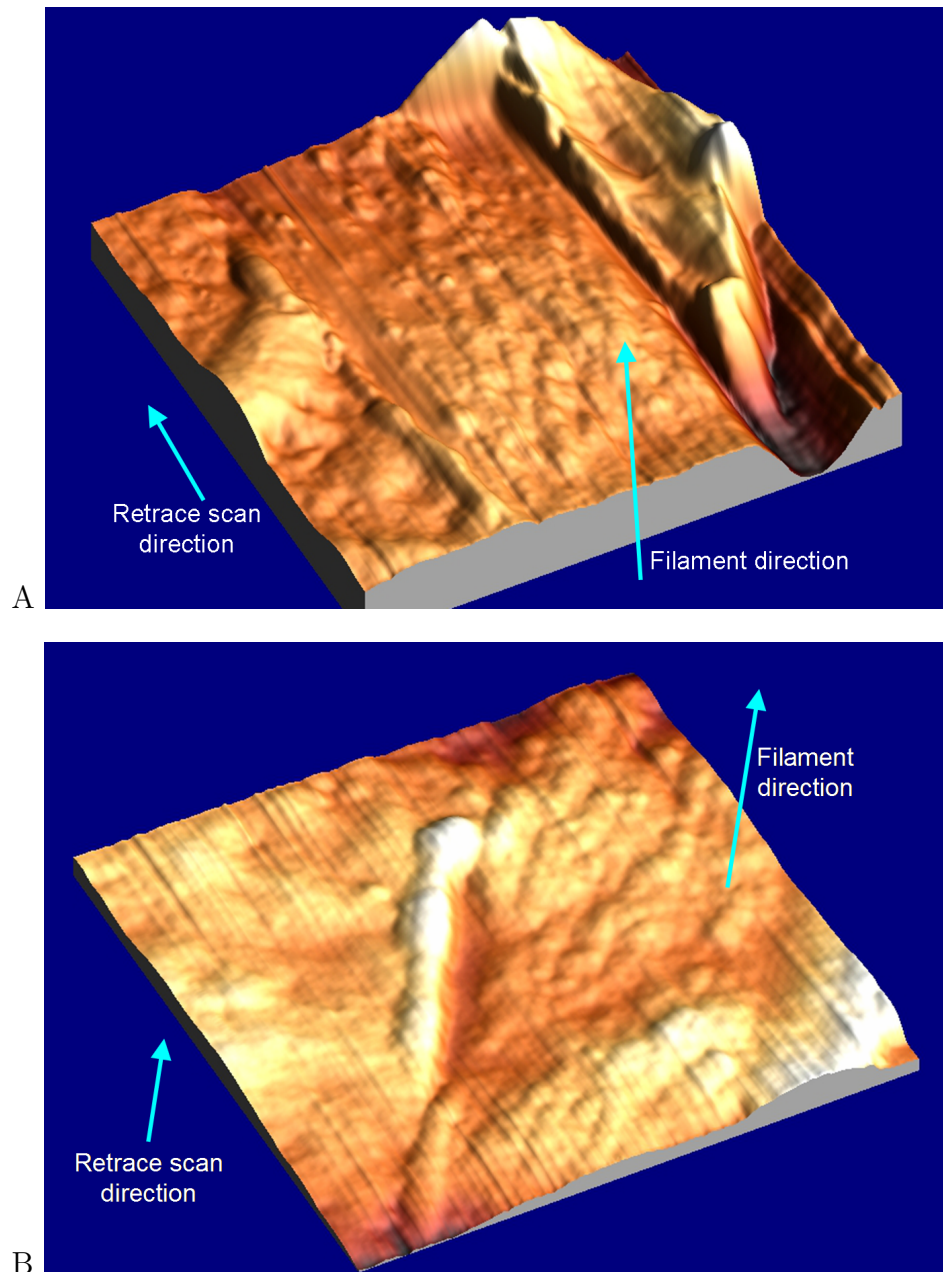 Retrace scan
direction
Filament direction
A
Filament
direction
Retrace scan
direction
B